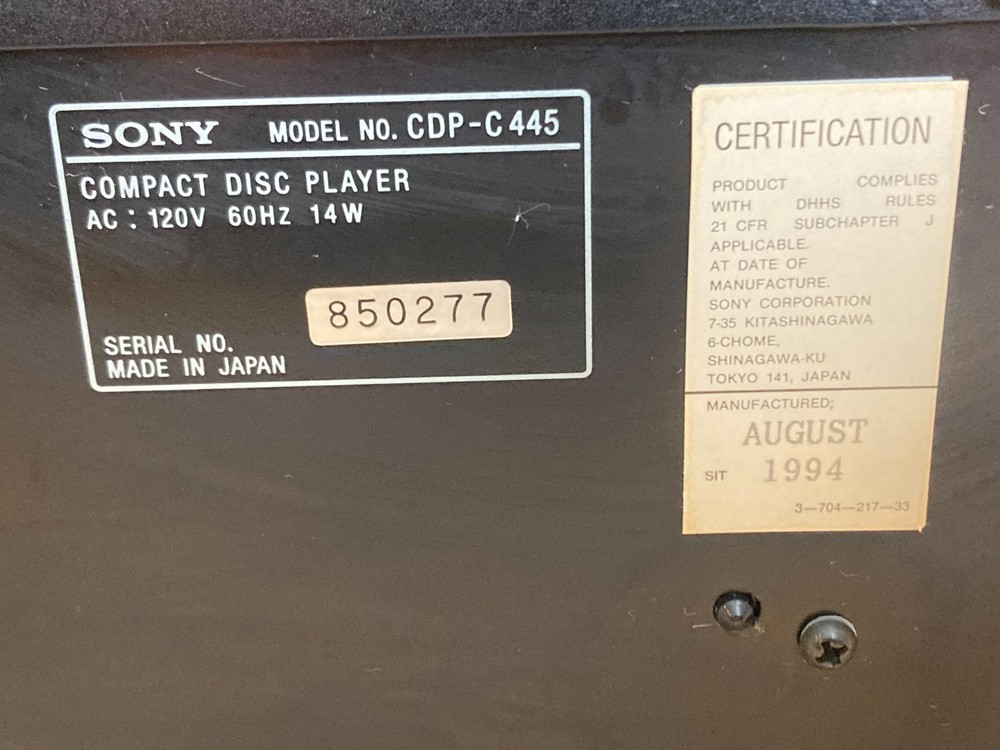 SONY MODEL NO. CDP-C445
COMPACT DISC PLAYER
AC : 120V 60HZ 14W
850277
SERIAL NO.
MADE IN JAPAN
CERTIFICATION
PRODUCT COMPLIES
WITH DHHS RULES
21 CFR SUBCHAPTER J
APPLICABLE.
AT DATE OF
MANUFACTURE.
SONY CORPORATION
7-35 KITASHINAGAWA
6-CHOME,
SHINAGAWA-KU
TOKYO 141, JAPAN
MANUFACTURED;
AUGUST
SIT 1994
3—704—217—33